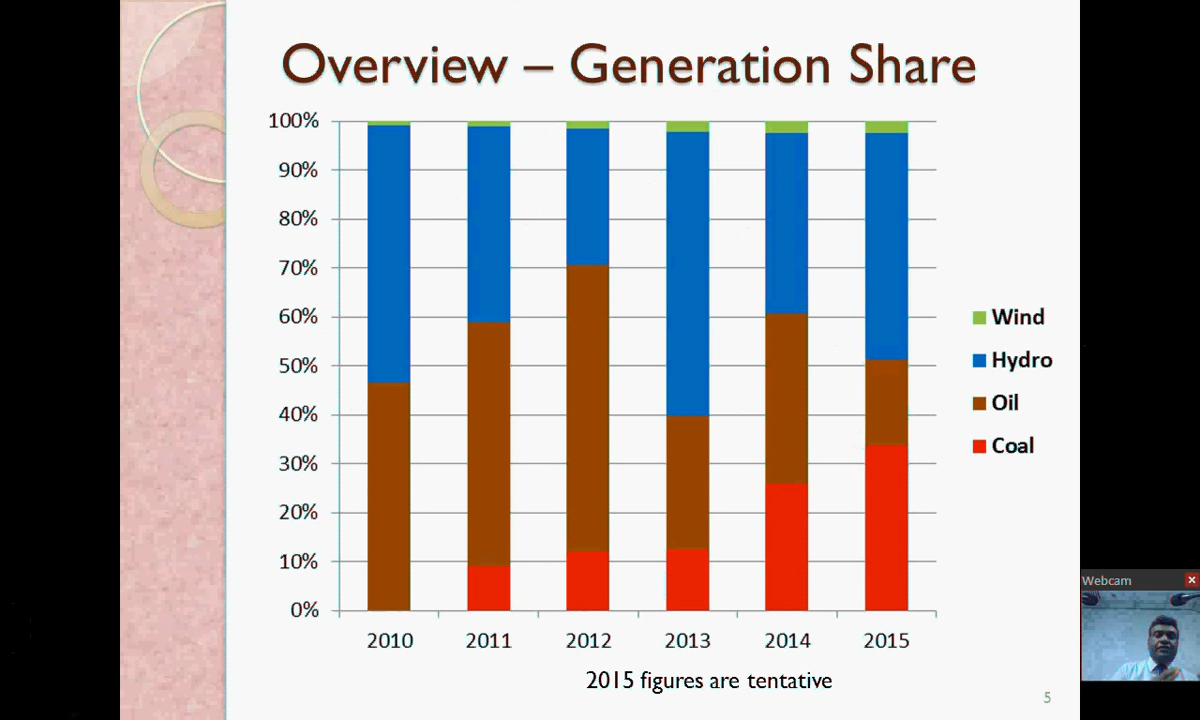 Overview – Generation Share
100%
90%
80%
70%
60%
50%
40%
30%
20%
10%
0%
2010 2011 2012 2013 2014 2015
Wind
Hydro
Oil
Coal
2015 figures are tentative
5
Webcam